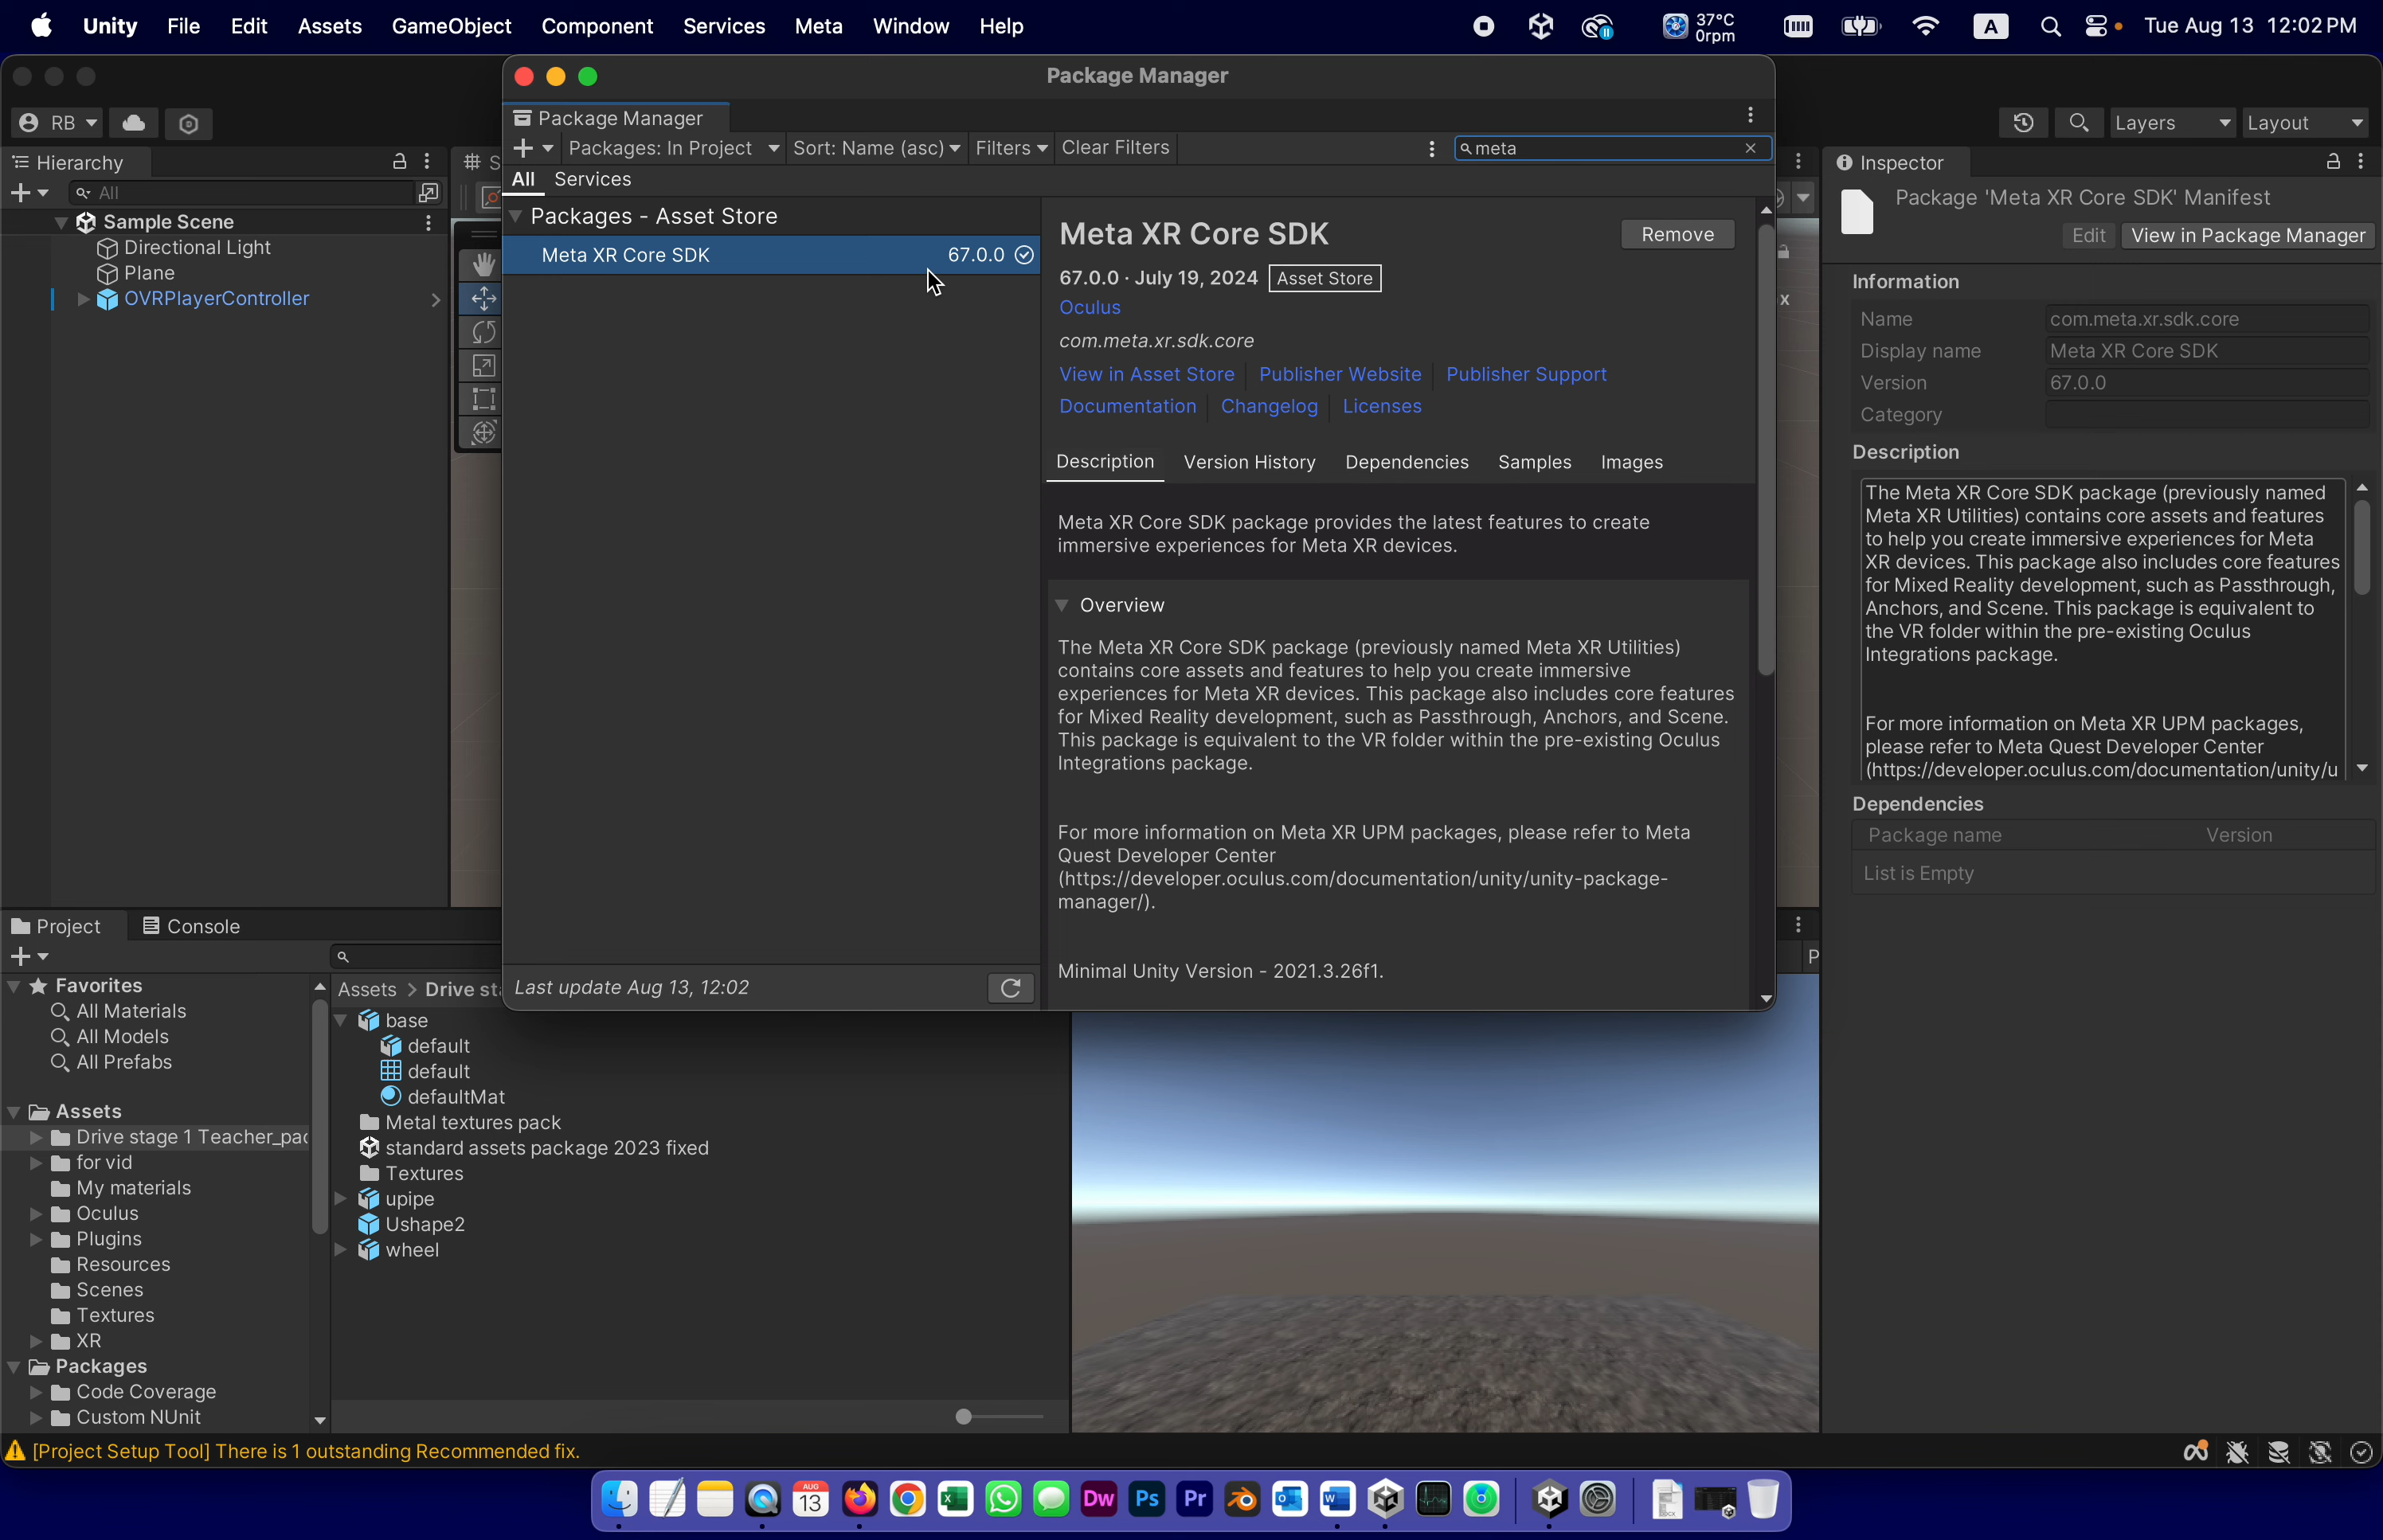 Unity File Edit Assets GameObject Component Services Meta Window Help 37°C 0rpm A Tue Aug 13 12:02 PM
Package Manager
RB
Layers Layout
Package Manager
Hierarchy
Packages: In Project Sort: Name (asc) Filters Clear Filters meta
Inspector
All
All Services
Package 'Meta XR Core SDK' Manifest
Edit View in Package Manager
Sample Scene
Directional Light
Plane
OVRPlayerController
Packages - Asset Store
Meta XR Core SDK 67.0.0
Meta XR Core SDK
Remove
67.0.0 · July 19, 2024 Asset Store
Oculus
com.meta.xr.sdk.core
View in Asset Store Publisher Website Publisher Support
Documentation Changelog Licenses
Description Version History Dependencies Samples Images
Meta XR Core SDK package provides the latest features to create
immersive experiences for Meta XR devices.
Overview
The Meta XR Core SDK package (previously named Meta XR Utilities)
contains core assets and features to help you create immersive
experiences for Meta XR devices. This package also includes core features
for Mixed Reality development, such as Passthrough, Anchors, and Scene.
This package is equivalent to the VR folder within the pre-existing Oculus
Integrations package.
For more information on Meta XR UPM packages, please refer to Meta
Quest Developer Center
(https://developer.oculus.com/documentation/unity/unity-package-
manager/).
Minimal Unity Version - 2021.3.26f1.
Last update Aug 13, 12:02
x
Information
Name com.meta.xr.sdk.core
Display name Meta XR Core SDK
Version 67.0.0
Category
Description
The Meta XR Core SDK package (previously named
Meta XR Utilities) contains core assets and features
to help you create immersive experiences for Meta
XR devices. This package also includes core features
for Mixed Reality development, such as Passthrough,
Anchors, and Scene. This package is equivalent to
the VR folder within the pre-existing Oculus
Integrations package.
For more information on Meta XR UPM packages,
please refer to Meta Quest Developer Center
(https://developer.oculus.com/documentation/unity/u
Dependencies
Package name Version
List is Empty
Project Console
Favorites
All Materials
All Models
All Prefabs
Assets
Drive stage 1 Teacher_pac
for vid
My materials
Oculus
Plugins
Resources
Scenes
Textures
XR
Packages
Code Coverage
Custom NUnit
Assets > Drive sta
base
default
default
defaultMat
Metal textures pack
standard assets package 2023 fixed
Textures
upipe
Ushape2
wheel
P
[Project Setup Tool] There is 1 outstanding Recommended fix.
AUG
13
Dw Ps Pr
DOCX